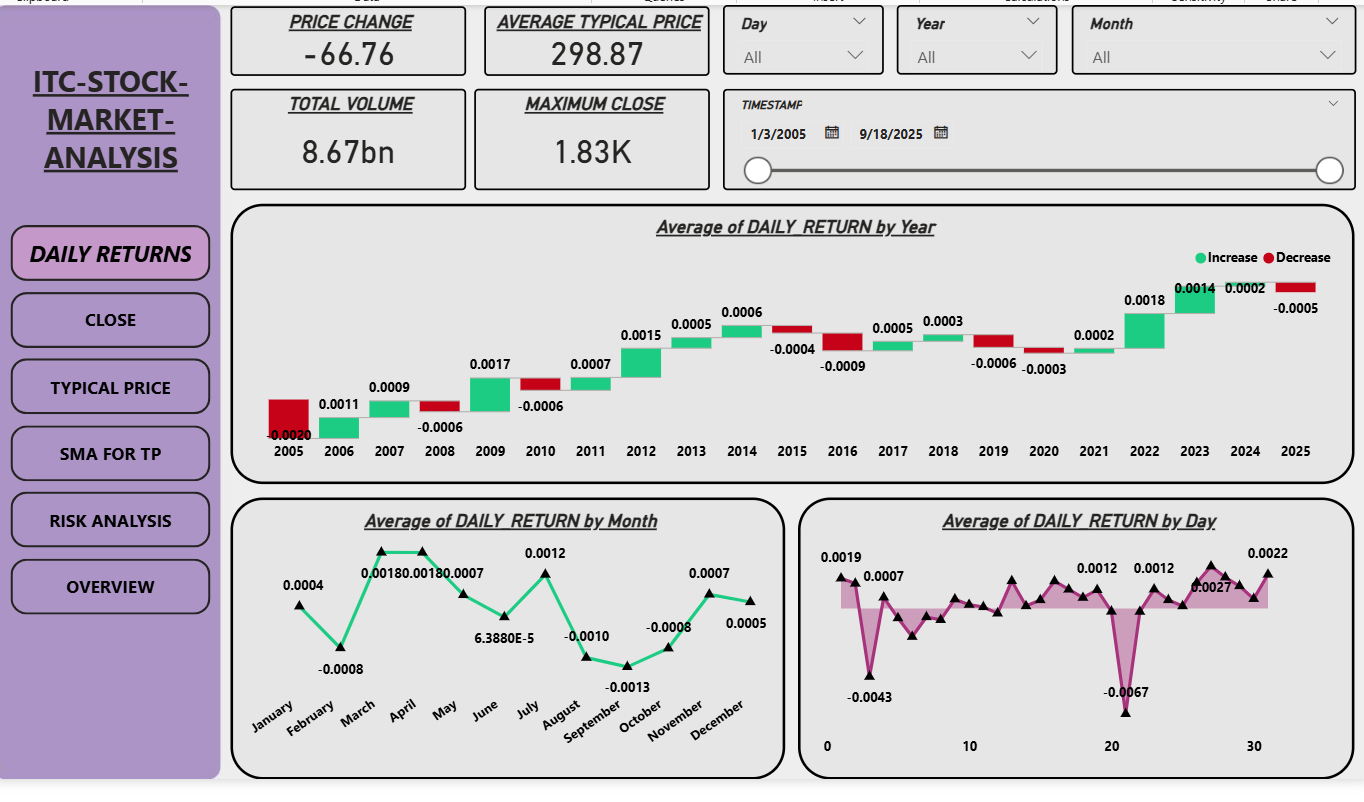 ITC-STOCK-
MARKET-
ANALYSIS
DAILY RETURNS
CLOSE
TYPICAL PRICE
SMA FOR TP
RISK ANALYSIS
OVERVIEW
PRICE CHANGE
-66.76
AVERAGE TYPICAL PRICE
298.87
Day
All
Year
All
Month
All
TOTAL VOLUME
8.67bn
MAXIMUM CLOSE
1.83K
TIMESTAMP
1/3/2005 9/18/2025
Average of DAILY_RETURN by Year
Increase Decrease
-0.0020 0.0011 0.0009 -0.0006 0.0017 -0.0006 0.0007 0.0015 0.0005 0.0006 -0.0004 -0.0009 0.0005 0.0003 -0.0006 -0.0003 0.0002 0.0018 0.0014 0.0002 -0.0005
2005 2006 2007 2008 2009 2010 2011 2012 2013 2014 2015 2016 2017 2018 2019 2020 2021 2022 2023 2024 2025
Average of DAILY_RETURN by Month
0.0004 -0.0008 0.0018 0.0018 0.0007 6.3880E-5 0.0012 -0.0010 -0.0013 -0.0008 0.0007 0.0005
January February March April May June July August September October November December
Average of DAILY_RETURN by Day
0.0019 -0.0043 0.0007 0.0012 -0.0067 0.0012 0.0027 0.0022
0 10 20 30